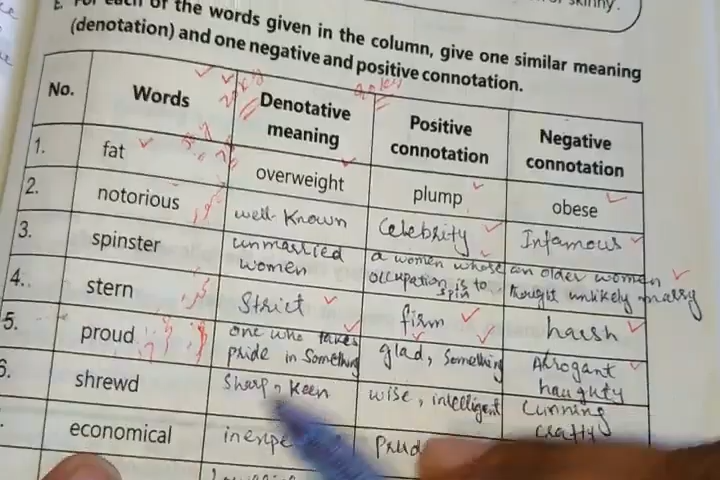 skinny.
E. For each of the words given in the column, give one similar meaning
(denotation) and one negative and positive connotation.
No. Words Denotative meaning Positive connotation Negative connotation
1. fat overweight plump obese
2. notorious well-Known Celebrity Infamous
3. spinster unmarried women a women whose occupation is to spin an older women thought unlikely marry
4. stern Strict firm harsh
5. proud one who takes pride in Something glad, Something Arrogant haughty
6. shrewd Sharp, Keen wise, intelligent Cunning crafty
economical